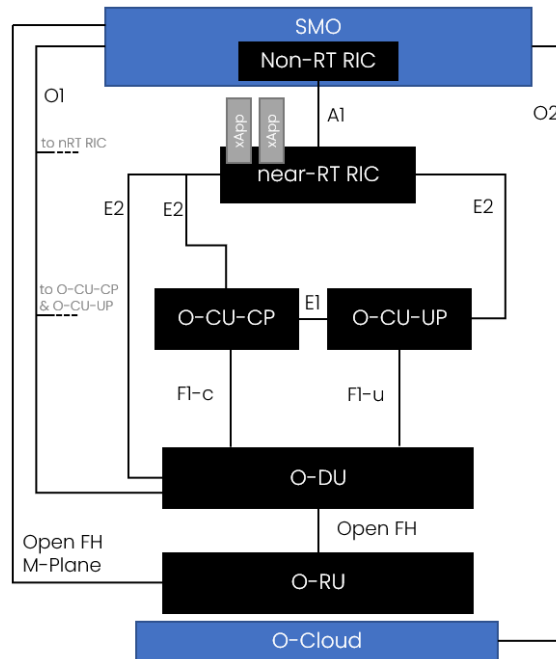 SMO
Non-RT RIC
O1
A1
O2
xApp
xApp
to nRT RIC
near-RT RIC
E2
E2
E2
to O-CU-CP
& O-CU-UP
O-CU-CP
E1
O-CU-UP
F1-c
F1-u
O-DU
Open FH
Open FH
M-Plane
O-RU
O-Cloud